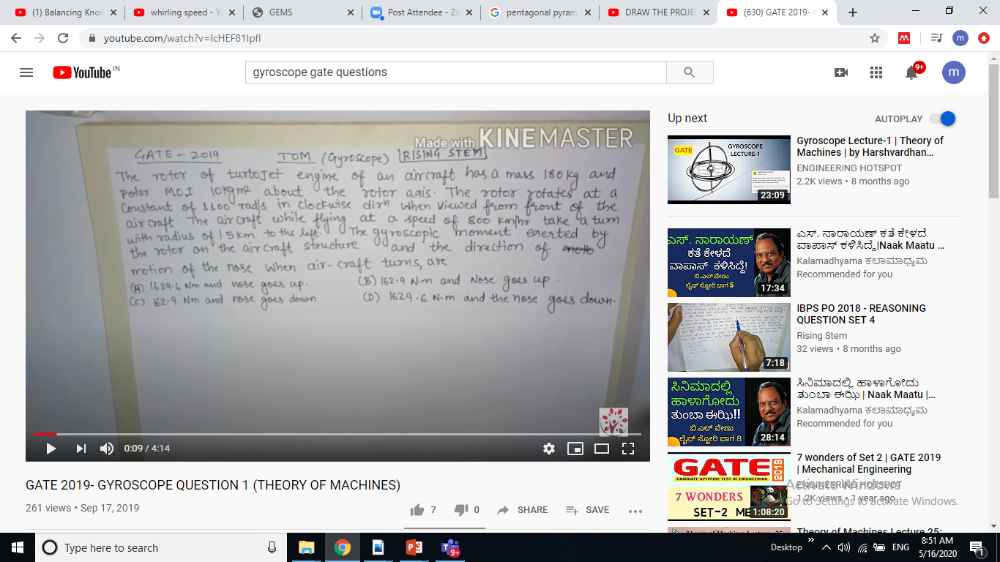 (1) Balancing Know
whirling speed - Yo
GEMS
Post Attendee - Zo
pentagonal pyram
DRAW THE PROJEC
(630) GATE 2019-
youtube.com/watch?v=lcHEF81Ipfl
m
YouTube IN
gyroscope gate questions
9+
m
Made with KINEMASTER
GATE - 2019 TOM (Gyroscope) RISING STEM
The rotor of turbojet engine of an aircraft has a mass 180kg and
Polar MOI 10kg about the rotor axis. The rotor rotates at a
Constant of 1100 rad/s in clockwise dirⁿ when viewed from front of the
air craft. The air craft while flying at a speed of 800 km/hr take a turn
with radius of 1.5 km to the left. The gyroscopic moment exerted by
the rotor on the air craft structure and the direction of
motion of the nose when air-craft turns, are
(A) 1629.6 Nm and nose goes up. (B) 162.9 N.m and Nose goes up.
(C) 162.9 Nm and nose goes down (D) 1629.6 N.m and the nose goes down.
0:09 / 4:14
GATE 2019- GYROSCOPE QUESTION 1 (THEORY OF MACHINES)
261 views • Sep 17, 2019
7
0
SHARE
SAVE
Up next
AUTOPLAY
GATE
GYROSCOPE
LECTURE-1
23:09
Gyroscope Lecture-1 | Theory of
Machines | by Harshvardhan...
ENGINEERING HOTSPOT
2.2K views • 8 months ago
ಎಸ್. ನಾರಾಯಣ್
ಕತೆ ಕೇಳದೆ
ವಾಪಾಸ್ ಕಳಿಸಿದ್ದೆ!
ಬಿ.ಎಲ್ ವೇಣು
ಲೈಫ್ ಸ್ಟೋರಿ ಭಾಗ 5
17:34
ಎಸ್. ನಾರಾಯಣ್ ಕತೆ ಕೇಳದೆ
ವಾಪಾಸ್ ಕಳಿಸಿದ್ದೆ|Naak Maatu ...
Kalamadhyama ಕಲಾಮಾಧ್ಯಮ
Recommended for you
7:18
IBPS PO 2018 - REASONING
QUESTION SET 4
Rising Stem
32 views • 8 months ago
ಸಿನಿಮಾದಲ್ಲಿ
ಹಾಳಾಗೋದು
ತುಂಬಾ ಈಝಿ!!
ಬಿ.ಎಲ್ ವೇಣು
ಲೈಫ್ ಸ್ಟೋರಿ ಭಾಗ 8
28:14
ಸಿನಿಮಾದಲ್ಲಿ ಹಾಳಾಗೋದು
ತುಂಬಾ ಈಝಿ | Naak Maatu |...
Kalamadhyama ಕಲಾಮಾಧ್ಯಮ
Recommended for you
GATE 2019
GRADUATE APTITUDE TEST IN ENGINEERING
7 WONDERS
SET-2 ME
1:08:20
7 wonders of Set 2 | GATE 2019
| Mechanical Engineering
ENGINEERING HOTSPOT
1.2K views • 1 year ago
Activate Windows
Go to Settings to activate Windows.
Theory of Machines Lecture 25:
Type here to search
9+
Desktop
ENG
8:51 AM
5/16/2020
1